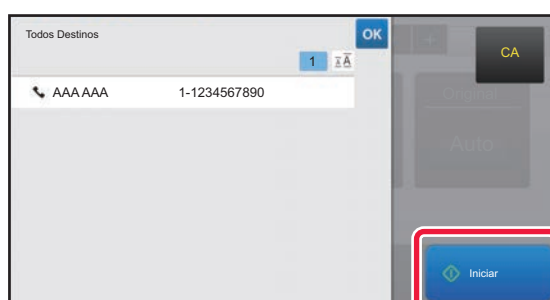 Todos Destinos
OK
CA
1
AAA AAA 1-1234567890
Original
Auto
Iniciar